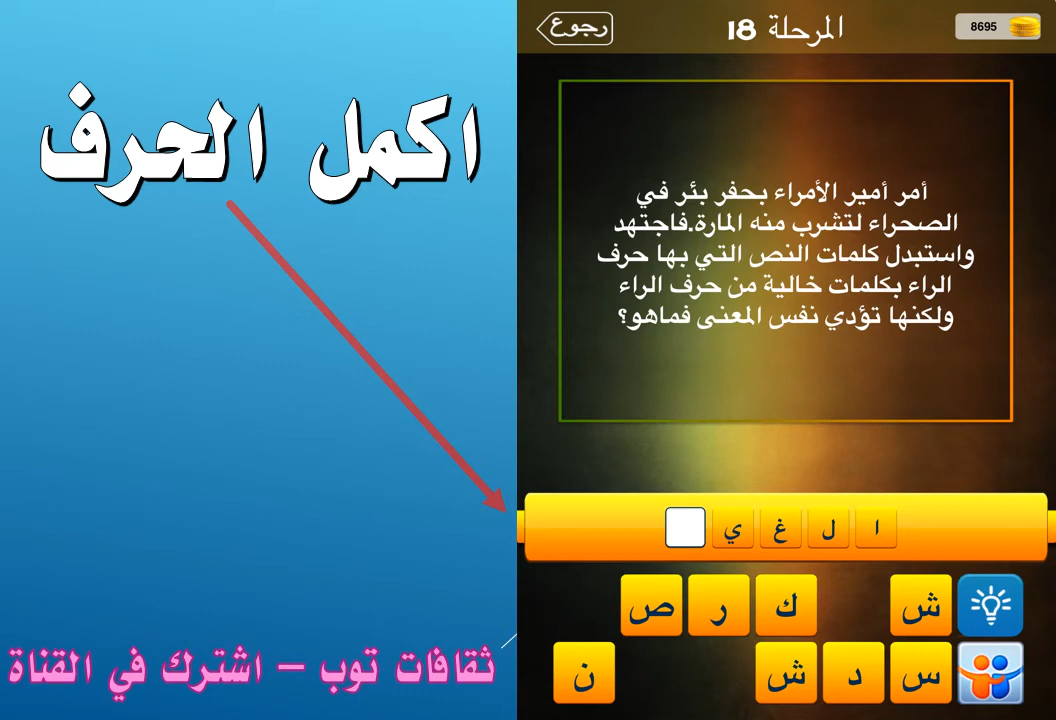 اكمل الحرف
ثقافات توب – اشترك في القناة
رجوع
المرحلة 18
8695
أمر أمير الأمراء بحفر بئر في
الصحراء لتشرب منه المارة.فاجتهد
واستبدل كلمات النص التي بها حرف
الراء بكلمات خالية من حرف الراء
ولكنها تؤدي نفس المعنى فماهو؟
ا ل غ ي
ش ك ر ص
س د ش ن